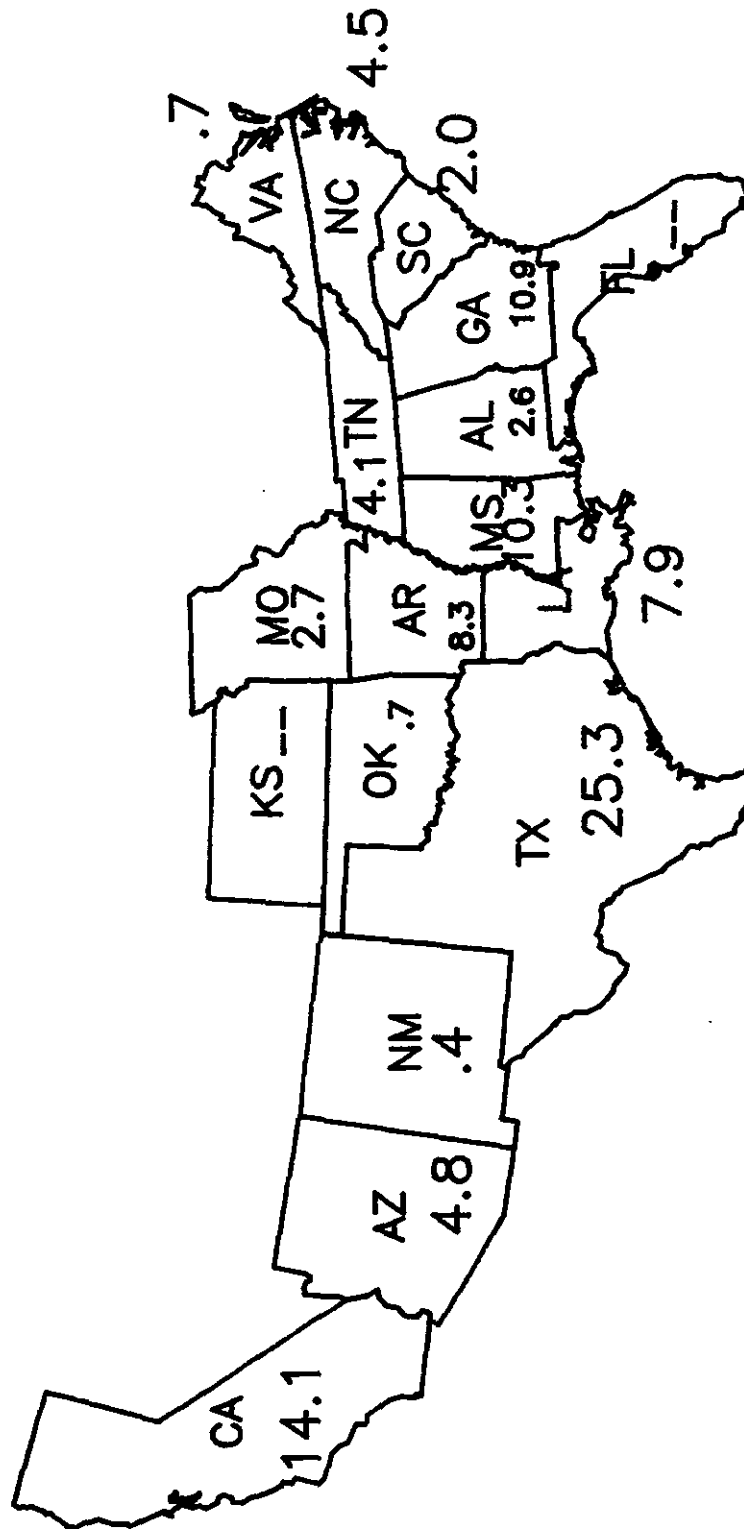 CA
14.1
AZ
4.8
NM
.4
KS --
OK .7
TX
25.3
MO
2.7
AR
8.3
LA
7.9
TN
4.1
MS
10.3
AL
2.6
GA
10.9
FL --
SC
2.0
NC
4.5
VA
.7